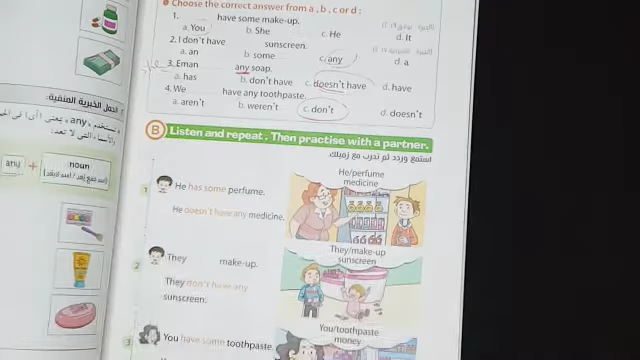 Choose the correct answer from a, b, c or d:
1. have some make-up.
a. You b. She c. He d. It
2. I don't have sunscreen.
a. an b. some c. any d. a
3. Eman any soap.
a. has b. don't have c. doesn't have d. have
4. We have any toothpaste.
a. aren't b. weren't c. don't d. doesn't
B Listen and repeat. Then practise with a partner.
استمع وردد ثم تدرب مع زميلك.
1 He has some perfume.
He doesn't have any medicine.
He/perfume
medicine
2 They make-up.
They don't have any
sunscreen.
They/make-up
sunscreen
3 You have some toothpaste.
You/toothpaste
money
الجمل الخبرية المنفية:
any + noun